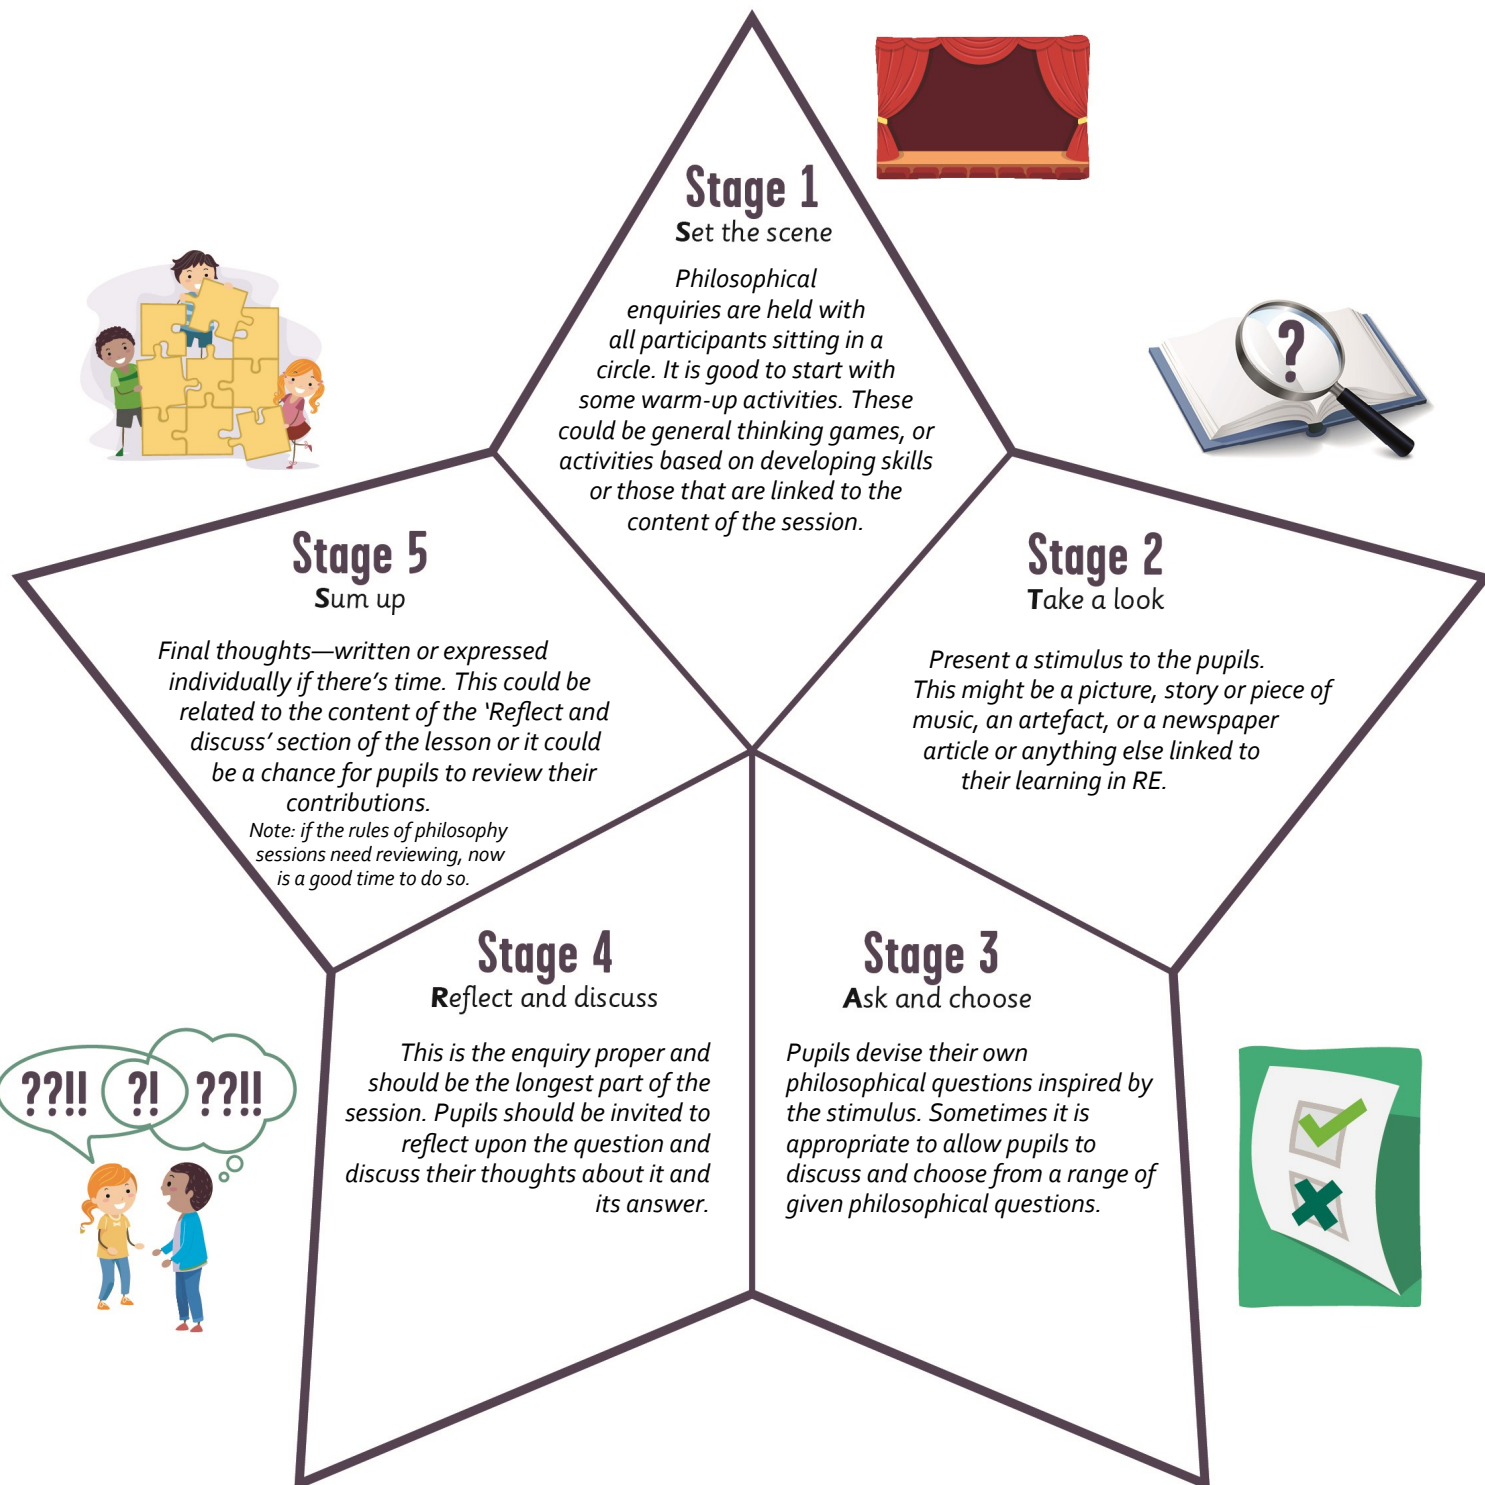 Stage 1
Set the scene
Philosophical
enquiries are held with
all participants sitting in a
circle. It is good to start with
some warm-up activities. These
could be general thinking games, or
activities based on developing skills
or those that are linked to the
content of the session.
?
Stage 2
Take a look
Present a stimulus to the pupils.
This might be a picture, story or piece of
music, an artefact, or a newspaper
article or anything else linked to
their learning in RE.
Stage 3
Ask and choose
Pupils devise their own
philosophical questions inspired by
the stimulus. Sometimes it is
appropriate to allow pupils to
discuss and choose from a range of
given philosophical questions.
Stage 4
Reflect and discuss
This is the enquiry proper and
should be the longest part of the
session. Pupils should be invited to
reflect upon the question and
discuss their thoughts about it and
its answer.
??!! ?! ??!!
Stage 5
Sum up
Final thoughts—written or expressed
individually if there’s time. This could be
related to the content of the ‘Reflect and
discuss’ section of the lesson or it could
be a chance for pupils to review their
contributions.
Note: if the rules of philosophy
sessions need reviewing, now
is a good time to do so.